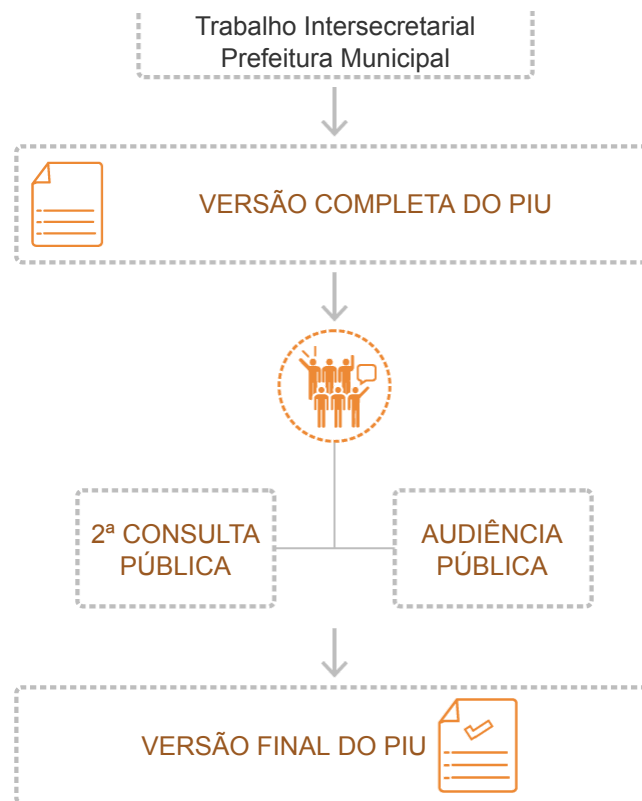 Trabalho Intersecretarial
Prefeitura Municipal
VERSÃO COMPLETA DO PIU
2ª CONSULTA
PÚBLICA
AUDIÊNCIA
PÚBLICA
VERSÃO FINAL DO PIU